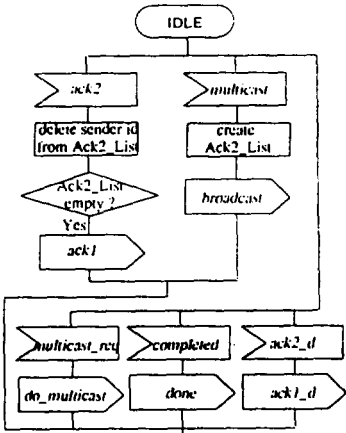 IDLE
ack2
multicast
delete sender id
from Ack2_List
create
Ack2_List
Ack2_List
empty ?
broadcast
Yes
ack1
multicast_req
completed
ack2_d
do_multicast
done
ack1_d